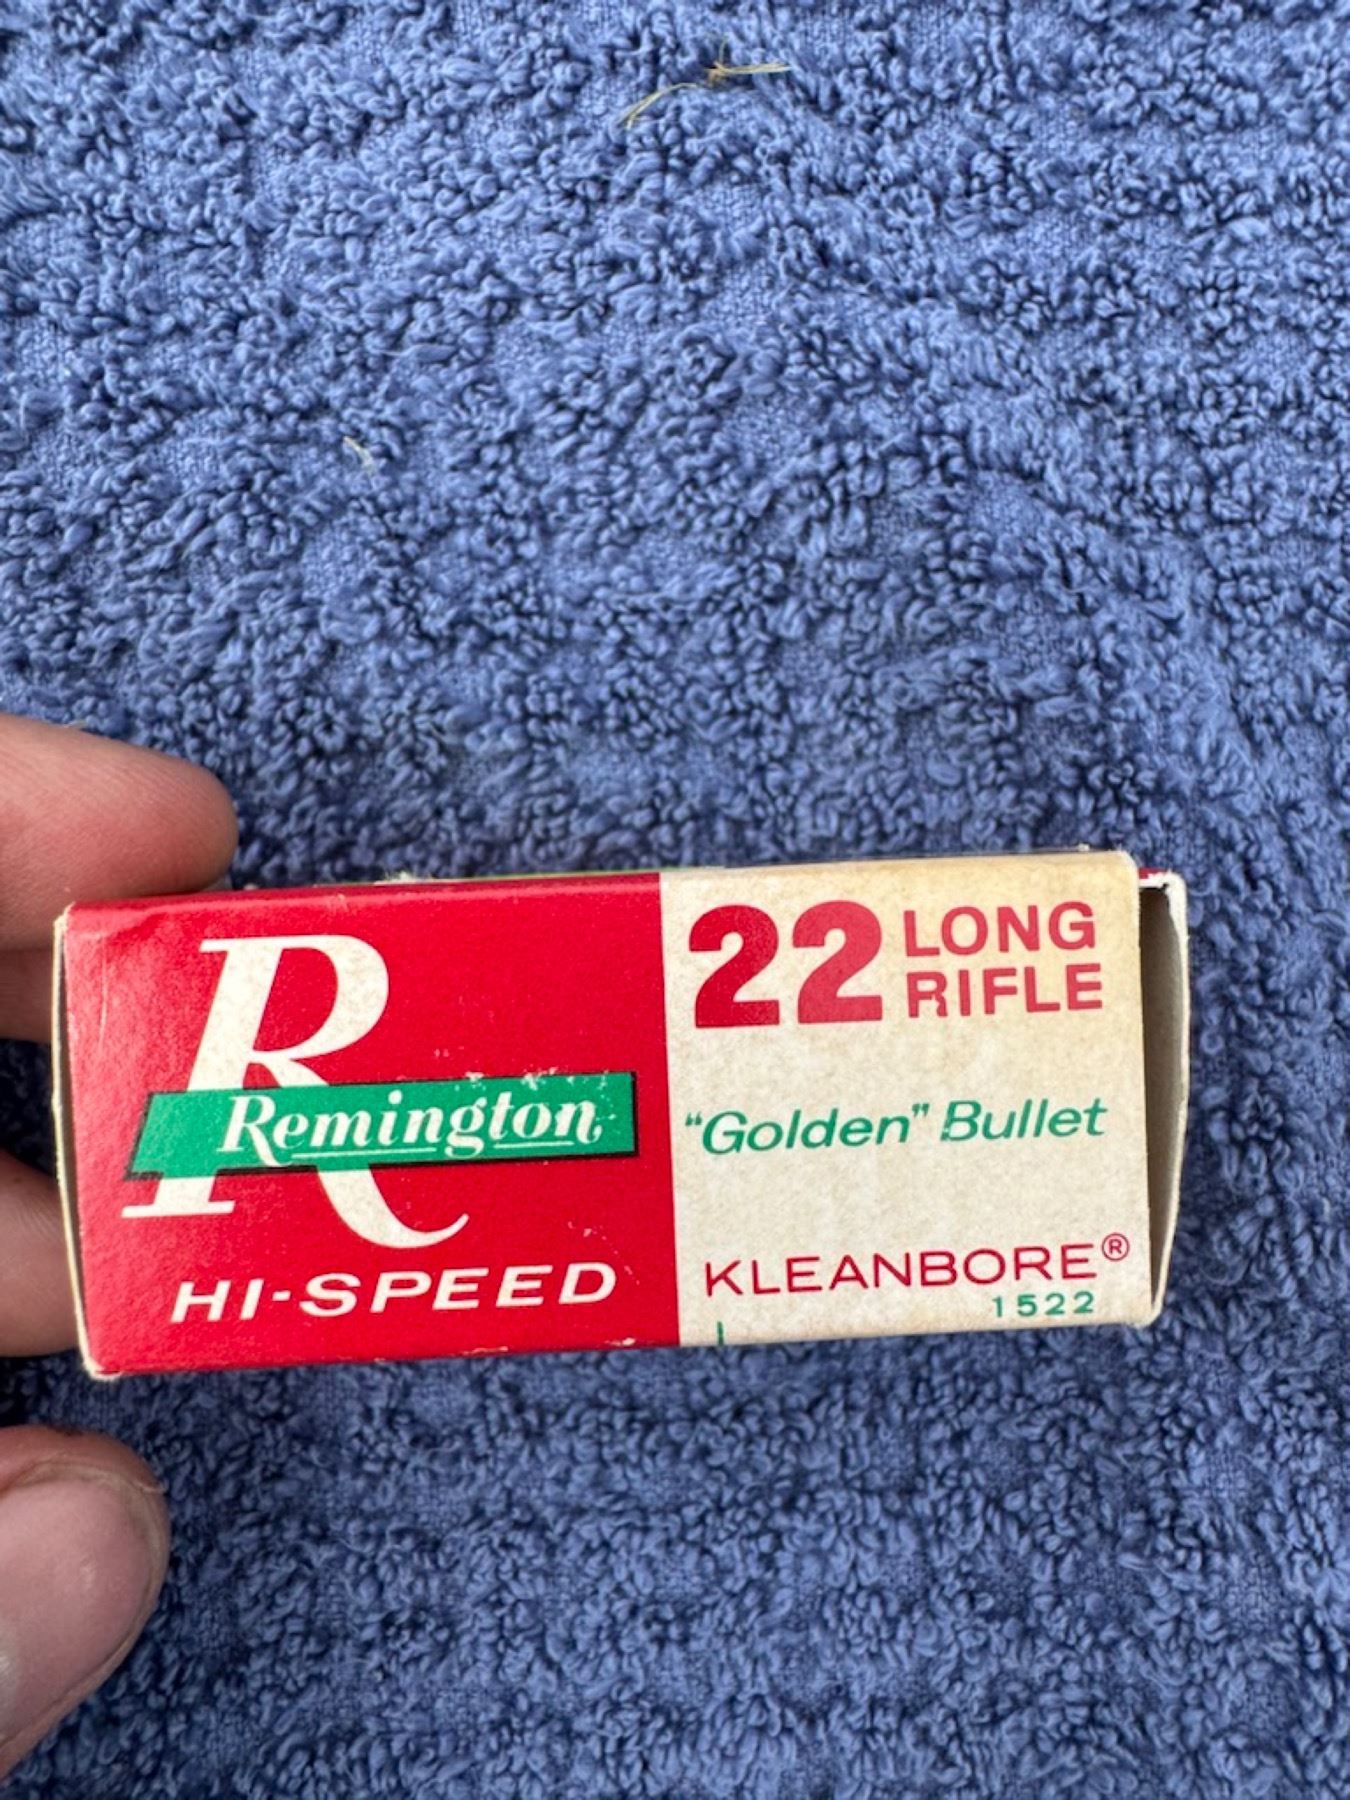 R
Remington
HI-SPEED
22 LONG
RIFLE
"Golden" Bullet
KLEANBORE®
1522